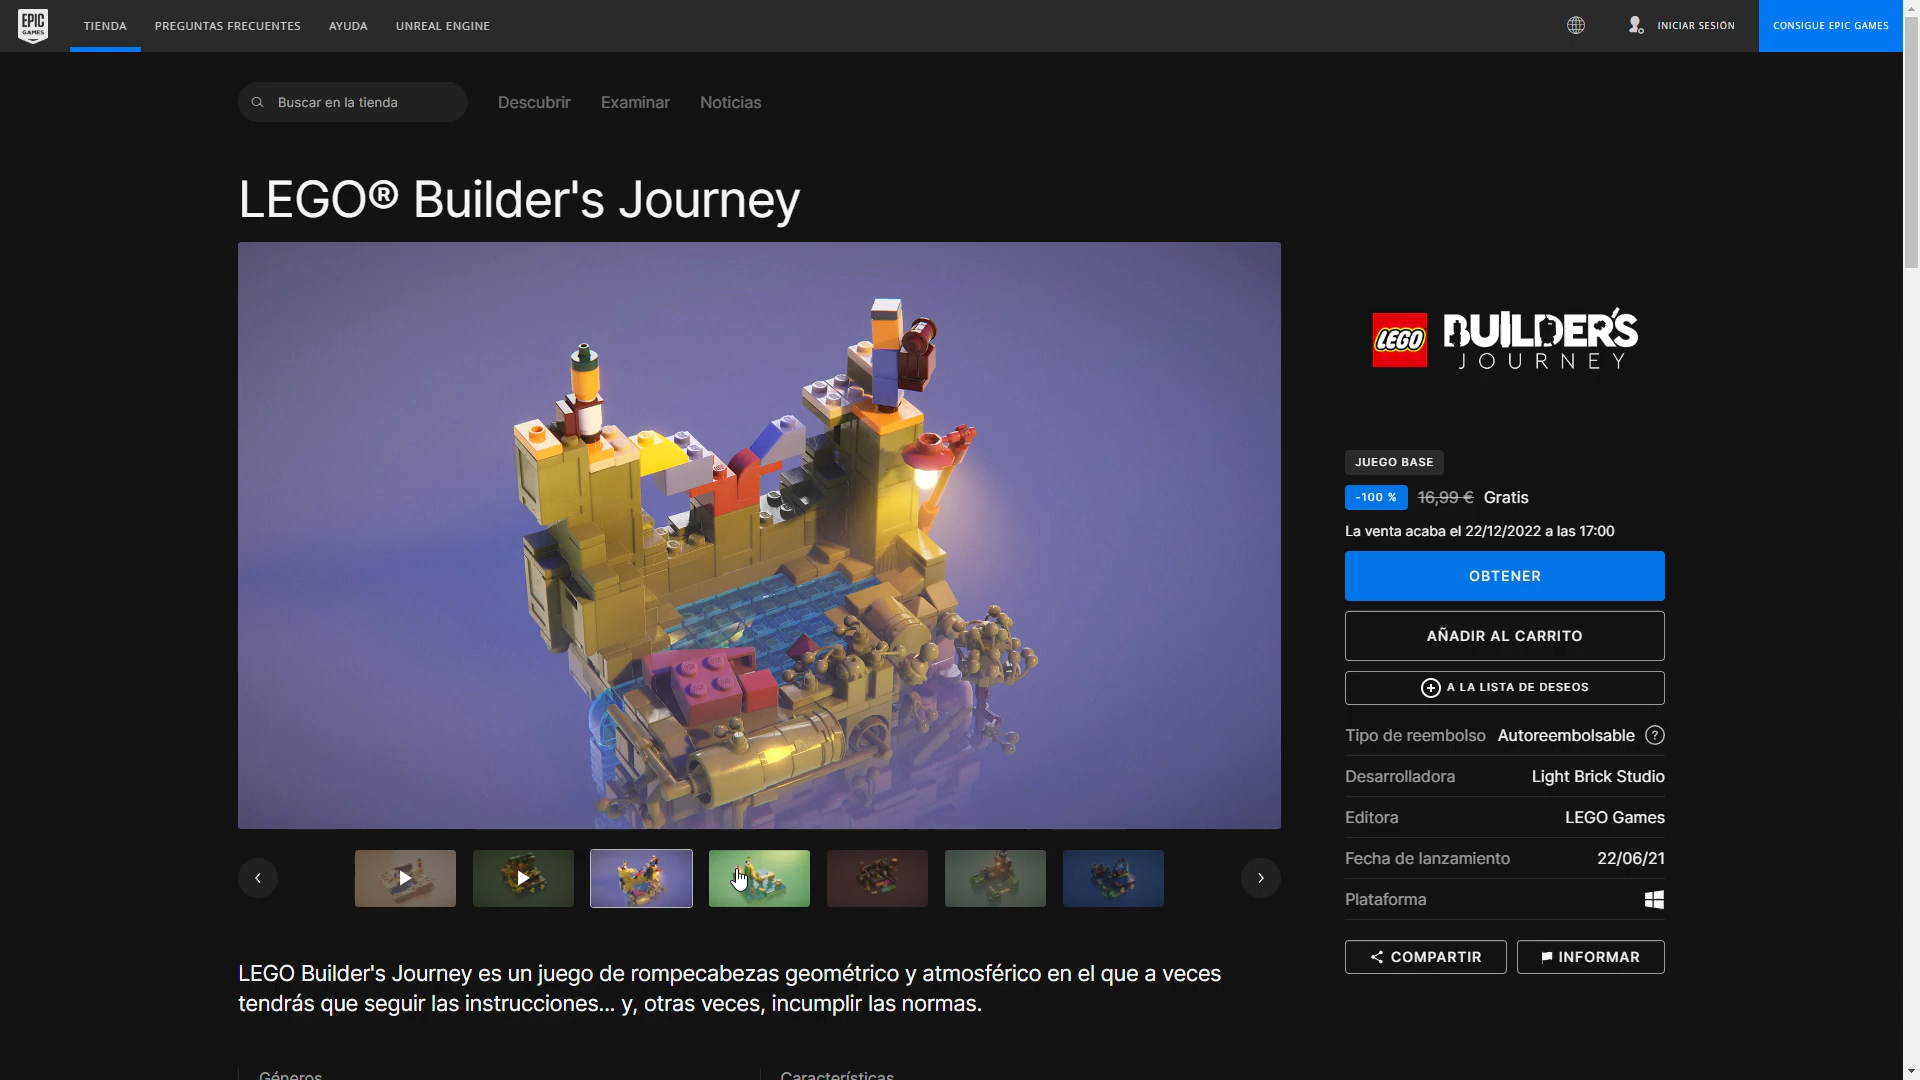 EPIC GAMES
TIENDA
PREGUNTAS FRECUENTES
AYUDA
UNREAL ENGINE
INICIAR SESIÓN
CONSIGUE EPIC GAMES
Buscar en la tienda
Descubrir
Examinar
Noticias
LEGO® Builder's Journey
LEGO BUILDER'S
JOURNEY
JUEGO BASE
-100 % 16,99 € Gratis
La venta acaba el 22/12/2022 a las 17:00
OBTENER
AÑADIR AL CARRITO
A LA LISTA DE DESEOS
Tipo de reembolso Autoreembolsable ?
Desarrolladora Light Brick Studio
Editora LEGO Games
Fecha de lanzamiento 22/06/21
Plataforma
COMPARTIR
INFORMAR
LEGO Builder's Journey es un juego de rompecabezas geométrico y atmosférico en el que a veces
tendrás que seguir las instrucciones... y, otras veces, incumplir las normas.
Géneros
Características